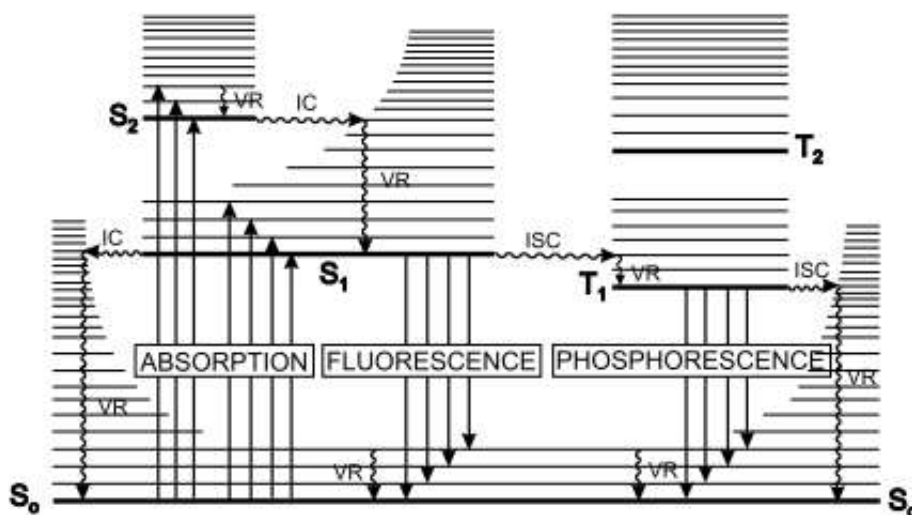 VR
IC
S₂
T₂
VR
IC
ISC
S₁
VR
T₁
ISC
ABSORPTION
FLUORESCENCE
PHOSPHORESCENCE
VR
VR
VR
VR
S₀
S₀